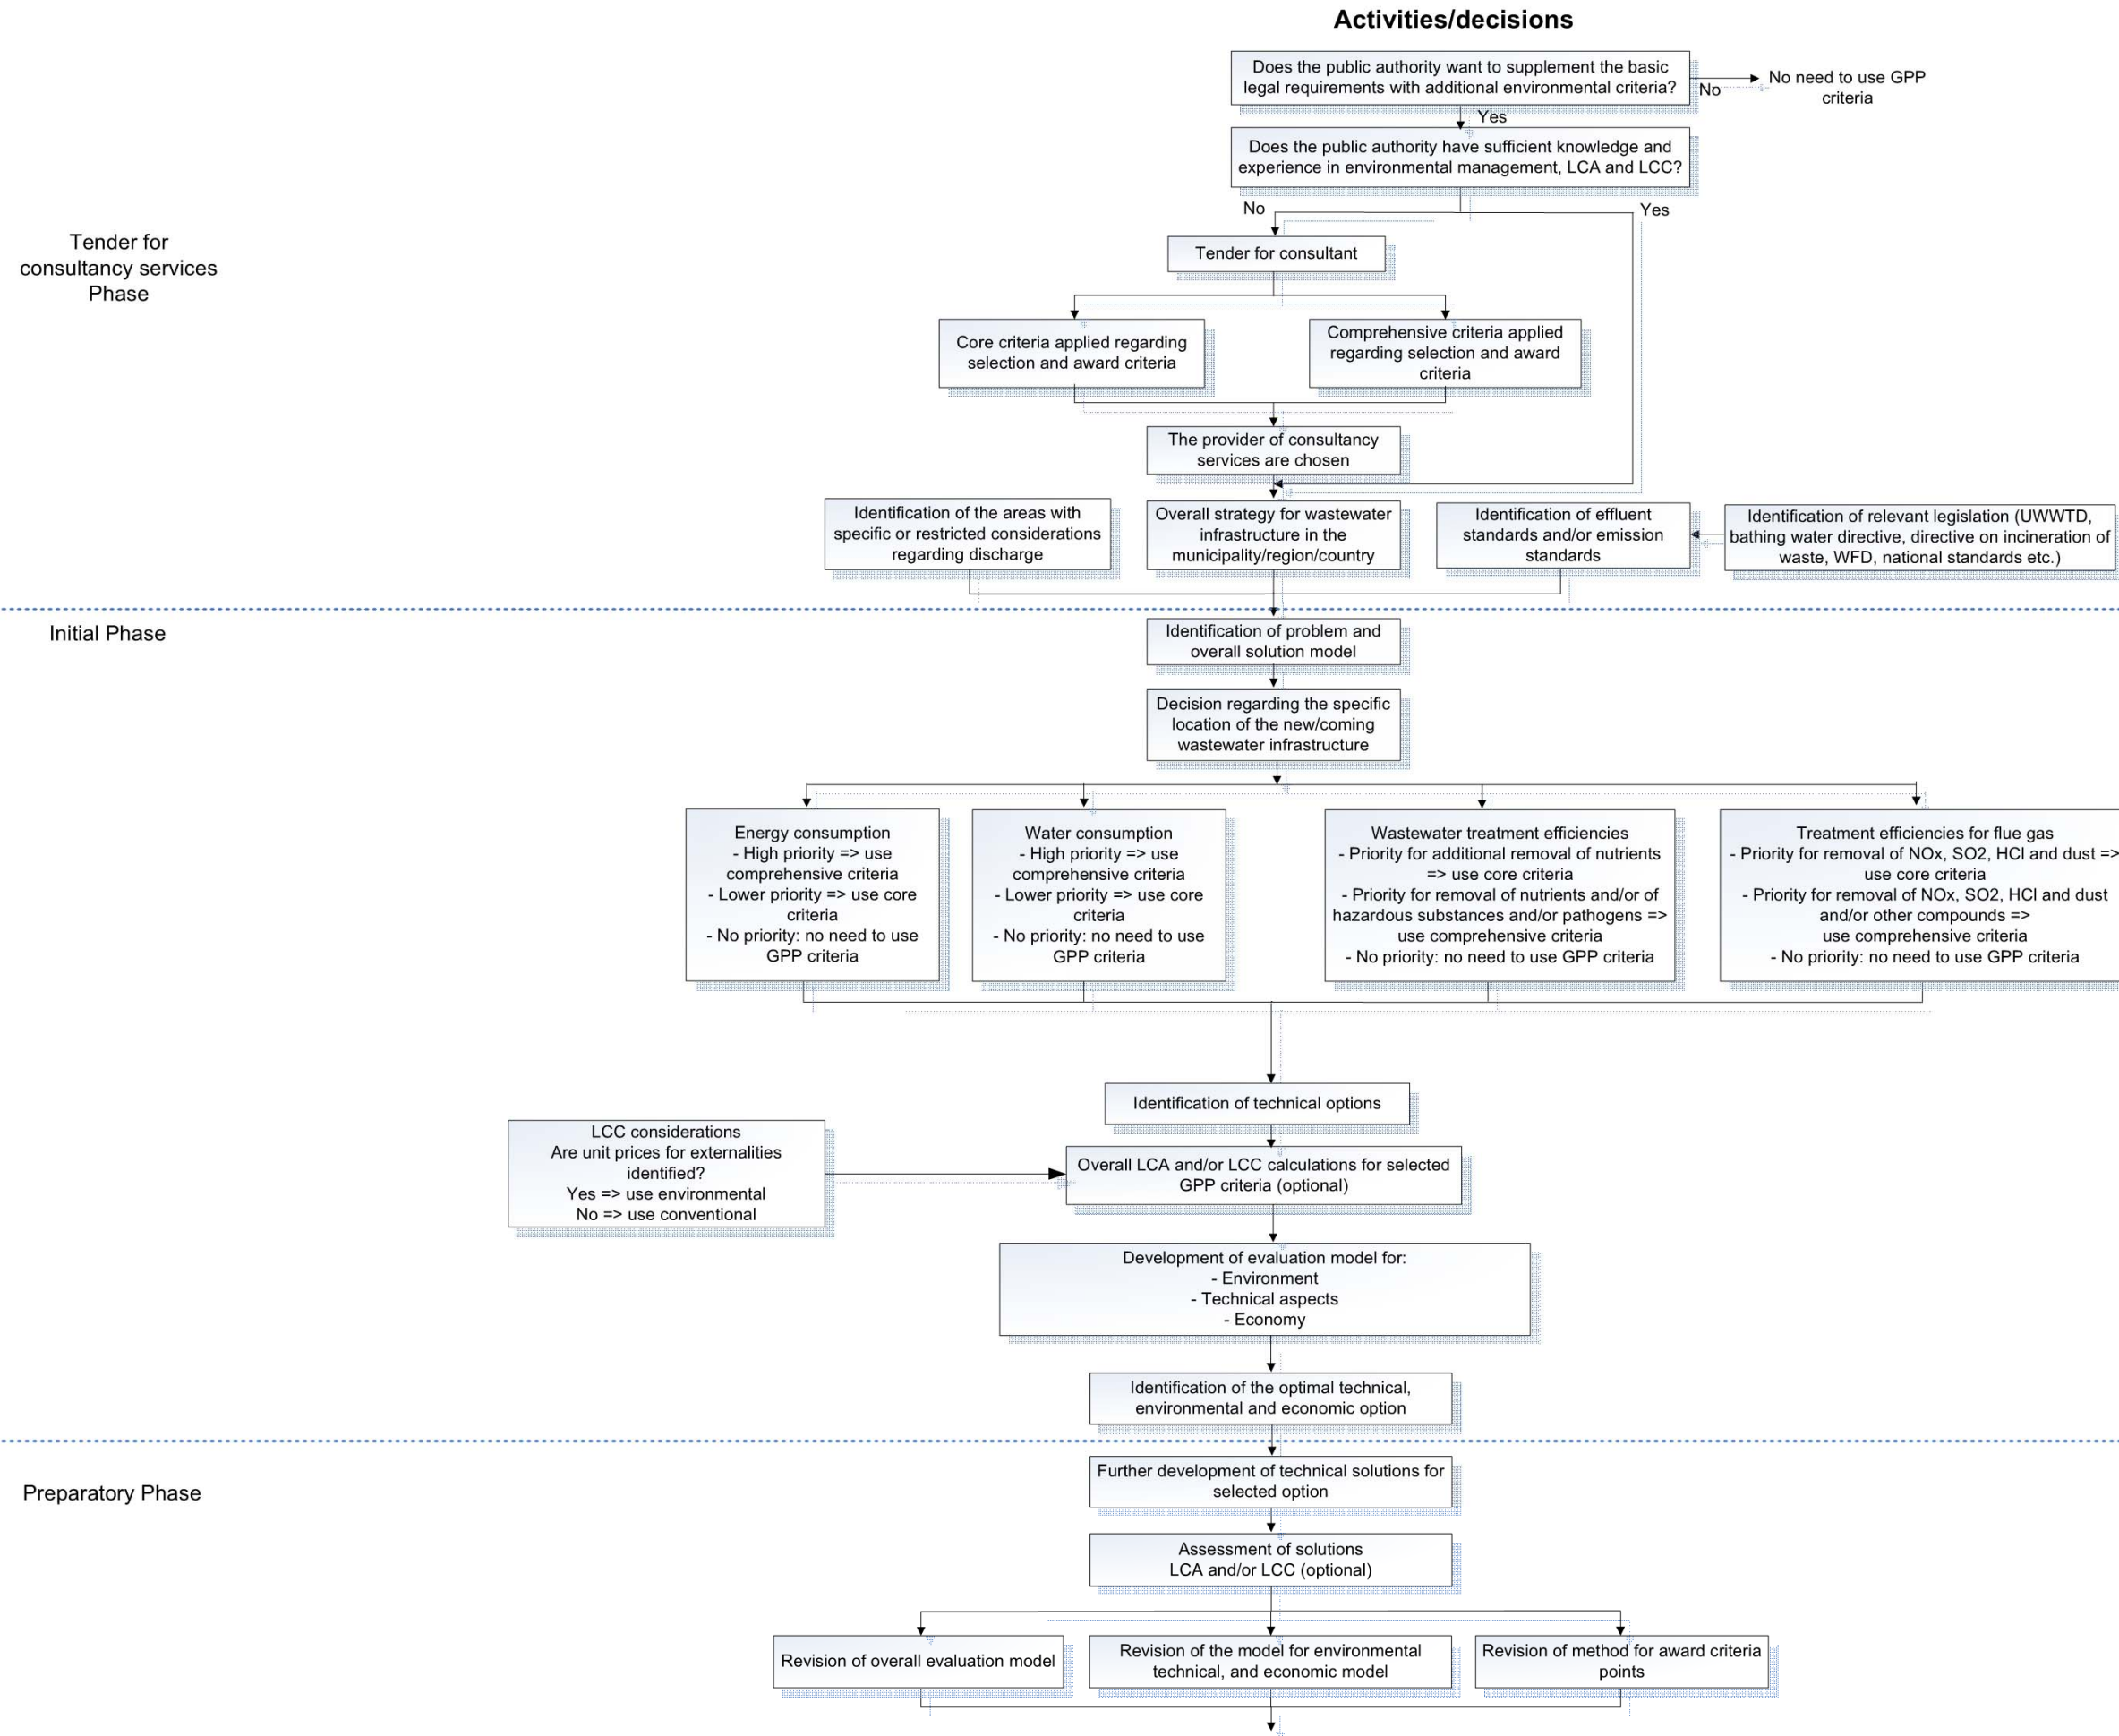 Activities/decisions
Does the public authority want to supplement the basic
legal requirements with additional environmental criteria?
No
No need to use GPP
criteria
Yes
Does the public authority have sufficient knowledge and
experience in environmental management, LCA and LCC?
No
Yes
Tender for
consultancy services
Phase
Tender for consultant
Core criteria applied regarding
selection and award criteria
Comprehensive criteria applied
regarding selection and award
criteria
The provider of consultancy
services are chosen
Identification of the areas with
specific or restricted considerations
regarding discharge
Overall strategy for wastewater
infrastructure in the
municipality/region/country
Identification of effluent
standards and/or emission
standards
Identification of relevant legislation (UWWTD,
bathing water directive, directive on incineration of
waste, WFD, national standards etc.)
Initial Phase
Identification of problem and
overall solution model
Decision regarding the specific
location of the new/coming
wastewater infrastructure
Energy consumption
- High priority => use
comprehensive criteria
- Lower priority => use core
criteria
- No priority: no need to use
GPP criteria
Water consumption
- High priority => use
comprehensive criteria
- Lower priority => use core
criteria
- No priority: no need to use
GPP criteria
Wastewater treatment efficiencies
- Priority for additional removal of nutrients
=> use core criteria
- Priority for removal of nutrients and/or of
hazardous substances and/or pathogens =>
use comprehensive criteria
- No priority: no need to use GPP criteria
Treatment efficiencies for flue gas
- Priority for removal of NOx, SO2, HCl and dust =>
use core criteria
- Priority for removal of NOx, SO2, HCl and dust
and/or other compounds =>
use comprehensive criteria
- No priority: no need to use GPP criteria
Identification of technical options
LCC considerations
Are unit prices for externalities
identified?
Yes => use environmental
No => use conventional
Overall LCA and/or LCC calculations for selected
GPP criteria (optional)
Development of evaluation model for:
- Environment
- Technical aspects
- Economy
Identification of the optimal technical,
environmental and economic option
Preparatory Phase
Further development of technical solutions for
selected option
Assessment of solutions
LCA and/or LCC (optional)
Revision of overall evaluation model
Revision of the model for environmental
technical, and economic model
Revision of method for award criteria
points